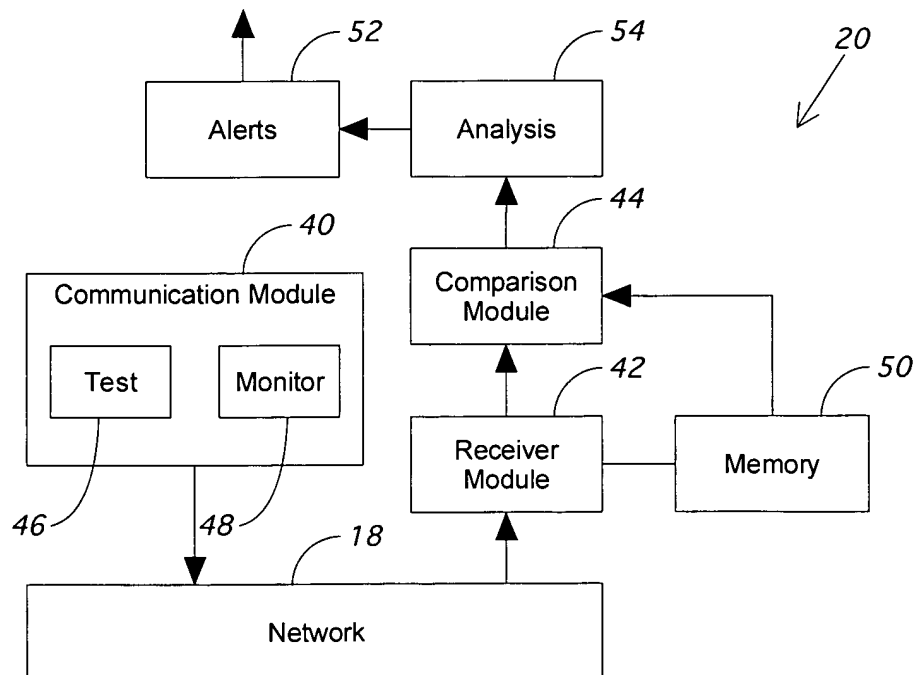 52
54
20
Alerts
Analysis
40
44
Communication Module
Comparison
Module
Test
Monitor
42
50
Receiver
Module
Memory
46
48
18
Network